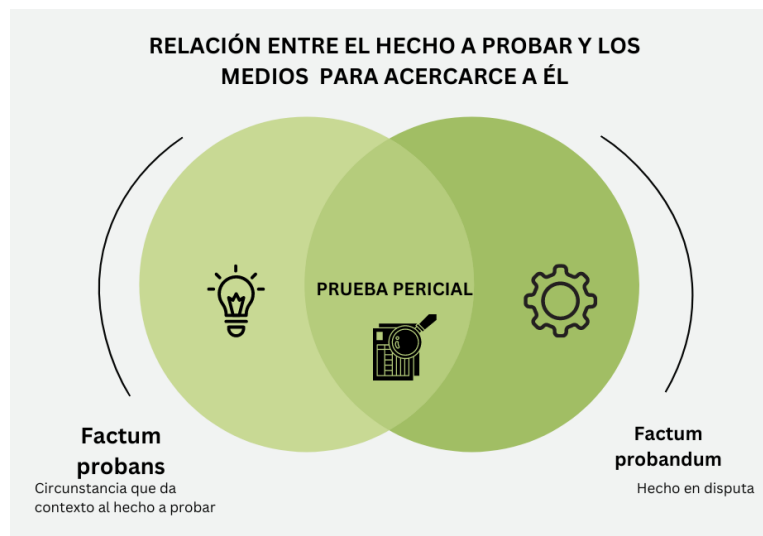 RELACIÓN ENTRE EL HECHO A PROBAR Y LOS
MEDIOS PARA ACERCARCE A ÉL
PRUEBA PERICIAL
Factum
probans
Circunstancia que da
contexto al hecho a probar
Factum
probandum
Hecho en disputa